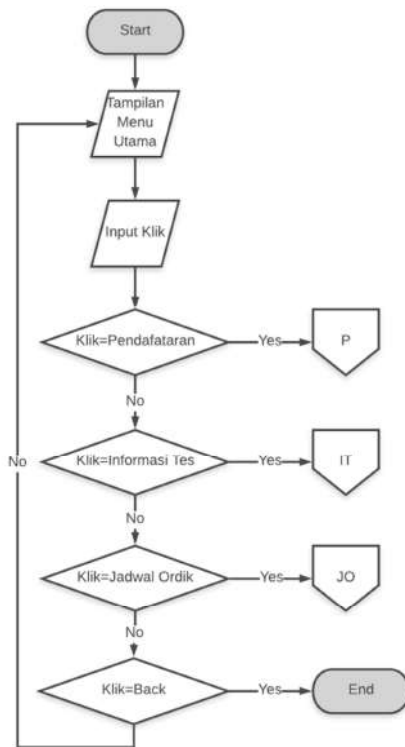 Start
Tampilan
Menu
Utama
Input Klik
Klik=Pendafataran
Yes
P
No
Klik=Informasi Tes
Yes
IT
No
No
Klik=Jadwal Ordik
Yes
JO
No
Klik=Back
Yes
End